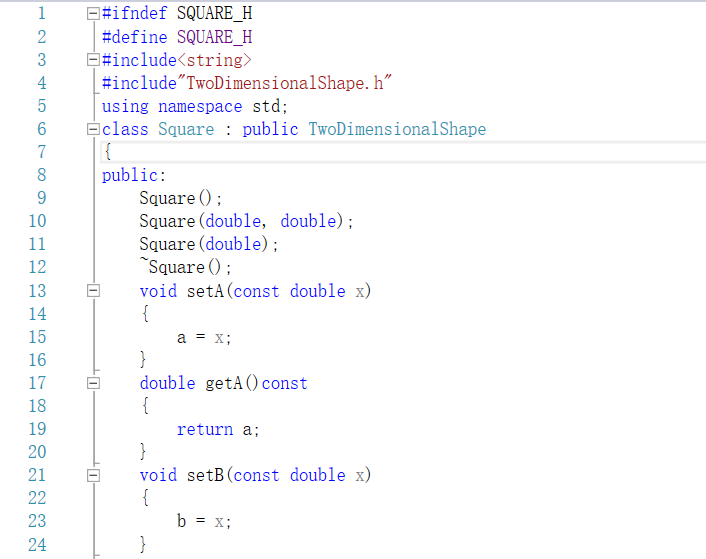 1 #ifndef SQUARE_H
2 #define SQUARE_H
3 #include<string>
4 #include"TwoDimensionalShape.h"
5 using namespace std;
6 class Square : public TwoDimensionalShape
7 {
8 public:
9 Square();
10 Square(double, double);
11 Square(double);
12 ~Square();
13 void setA(const double x)
14 {
15 a = x;
16 }
17 double getA()const
18 {
19 return a;
20 }
21 void setB(const double x)
22 {
23 b = x;
24 }